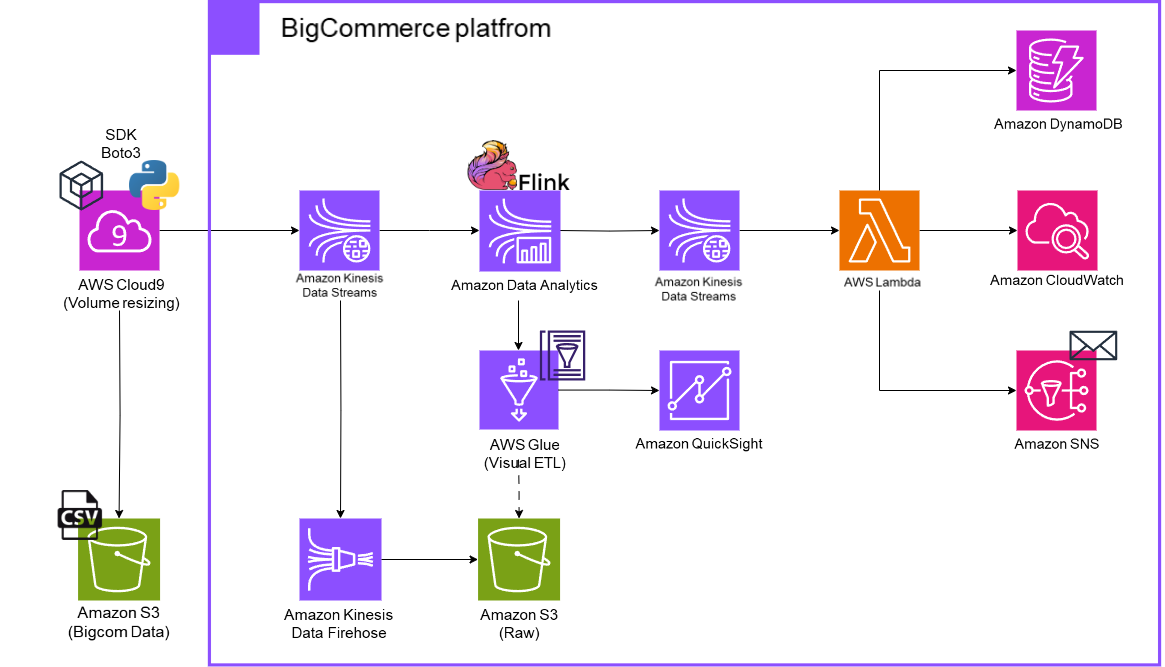 BigCommerce platfrom
Amazon DynamoDB
SDK
Boto3
9
AWS Cloud9
(Volume resizing)
Amazon Kinesis
Data Streams
Flink
Amazon Data Analytics
Amazon Kinesis
Data Streams
AWS Lambda
Amazon CloudWatch
AWS Glue
(Visual ETL)
Amazon QuickSight
Amazon SNS
CSV
Amazon S3
(Bigcom Data)
Amazon Kinesis
Data Firehose
Amazon S3
(Raw)